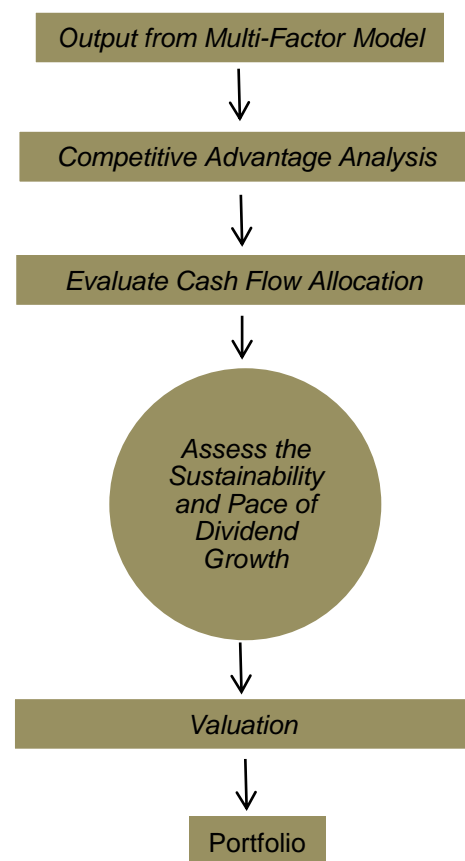 Output from Multi-Factor Model
Competitive Advantage Analysis
Evaluate Cash Flow Allocation
Assess the
Sustainability
and Pace of
Dividend
Growth
Valuation
Portfolio